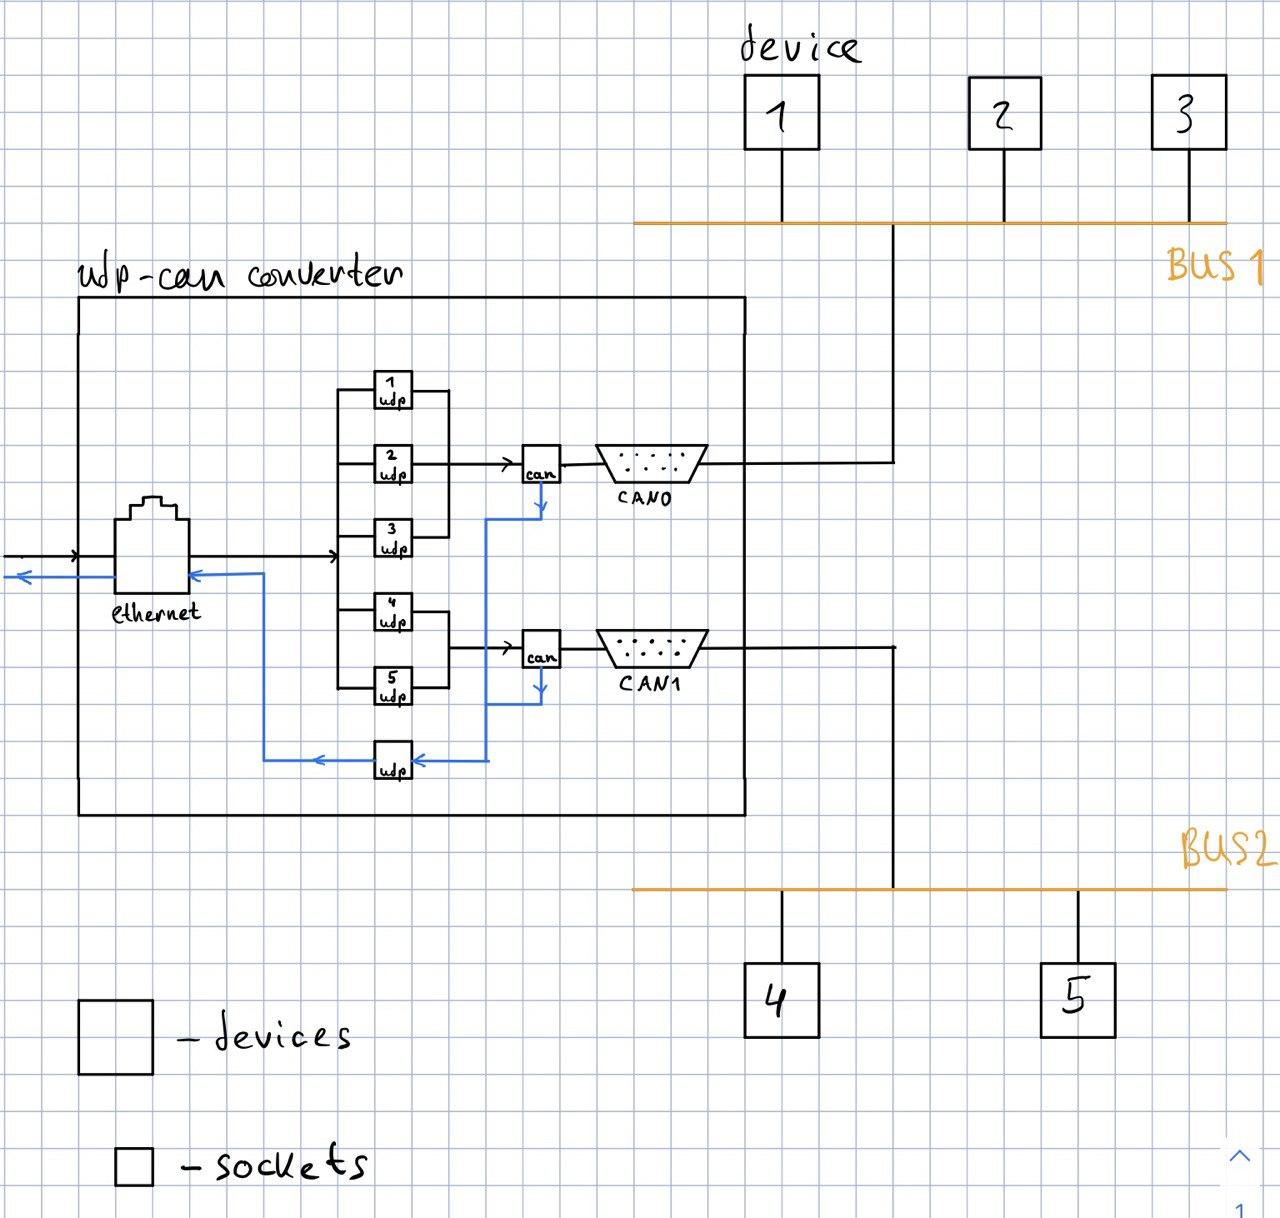 device
1
2
3
BUS 1
udp-can converter
1
udp
2
udp
can
CAN0
3
udp
ethernet
4
udp
can
CAN1
5
udp
udp
BUS2
4
5
- devices
- sockets
1